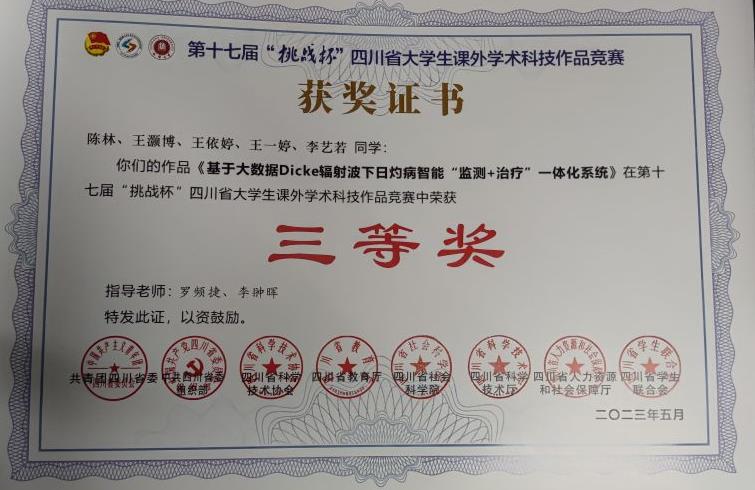 第十七届“挑战杯”四川省大学生课外学术科技作品竞赛
获奖证书
陈林、王灏博、王依婷、王一婷、李艺若 同学：
你们的作品《基于大数据Dicke辐射波下日灼病智能“监测+治疗”一体化系统》在第十
七届“挑战杯”四川省大学生课外学术科技作品竞赛中荣获
三等奖
指导老师：罗频捷、李翀晖
特发此证，以资鼓励。
共青团四川省委 中共四川省委 四川省科学 四川省教育厅 四川省社会 四川省科学 四川省人力资源 四川省学生
组织部 技术协会 科学院 技术厅 和社会保障厅 联合会
二〇二三年五月